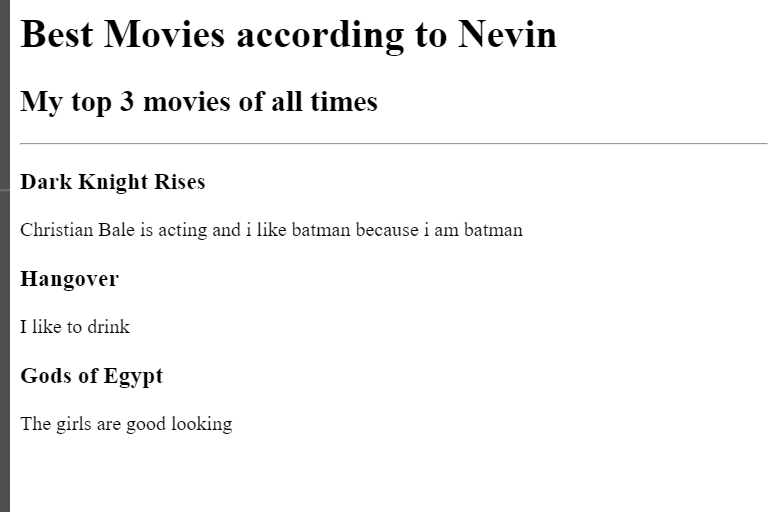 Best Movies according to Nevin
My top 3 movies of all times
Dark Knight Rises
Christian Bale is acting and i like batman because i am batman
Hangover
I like to drink
Gods of Egypt
The girls are good looking